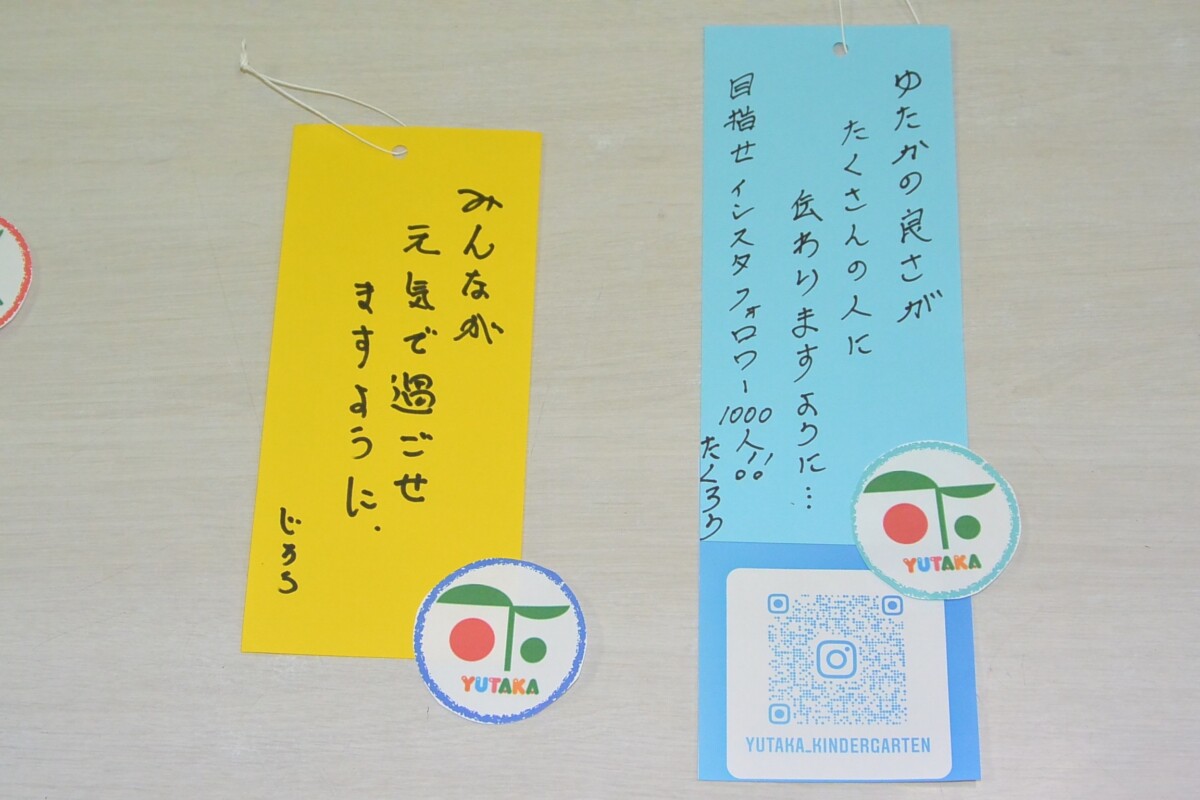 みんなが
元気で過ごせ
ますように.
じろう
YUTAKA
ゆたかの良さが
たくさんの人に
伝わりますように…
目指せインスタフォロワー1000人!!
たくろう
YUTAKA
YUTAKA_KINDERGARTEN